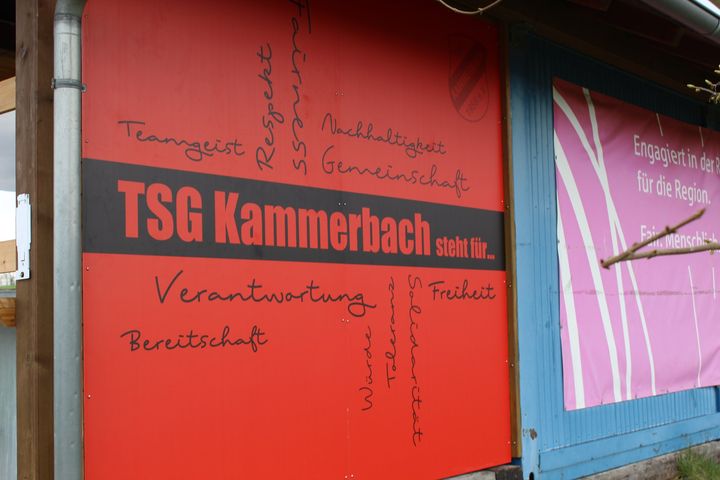 Fairness
Respekt
Teamgeist
Nachhaltigkeit
Gemeinschaft
TSG Kammerbach steht für...
Verantwortung
Freiheit
Bereitschaft
Würde
Toleranz
Solidarität
Engagiert in der
für die Region.
Fair. Menschlich